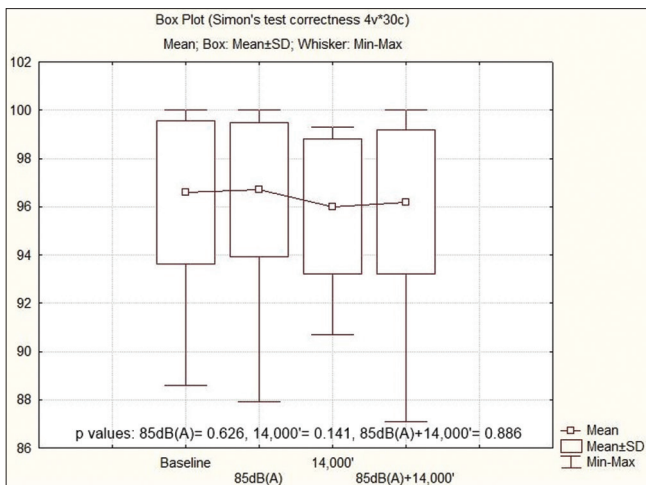 Box Plot (Simon's test correctness 4v*30c)
Mean; Box: Mean±SD; Whisker: Min-Max
102
100
98
96
94
92
90
88
86
p values: 85dB(A)= 0.626, 14,000'= 0.141, 85dB(A)+14,000'= 0.886
Baseline 14,000'
85dB(A) 85dB(A)+14,000'
Mean
Mean±SD
Min-Max